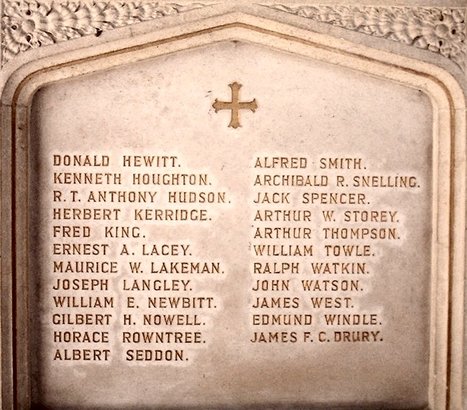 DONALD HEWITT.
KENNETH HOUGHTON.
R.T. ANTHONY HUDSON.
HERBERT KERRIDGE.
FRED KING.
ERNEST A. LACEY.
MAURICE W. LAKEMAN.
JOSEPH LANGLEY.
WILLIAM E. NEWBITT.
GILBERT H. NOWELL.
HORACE ROWNTREE.
ALBERT SEDDON.
ALFRED SMITH.
ARCHIBALD R. SNELLING.
JACK SPENCER.
ARTHUR W. STOREY.
ARTHUR THOMPSON.
WILLIAM TOWLE.
RALPH WATKIN.
JOHN WATSON.
JAMES WEST.
EDMUND WINDLE.
JAMES F. C. DRURY.